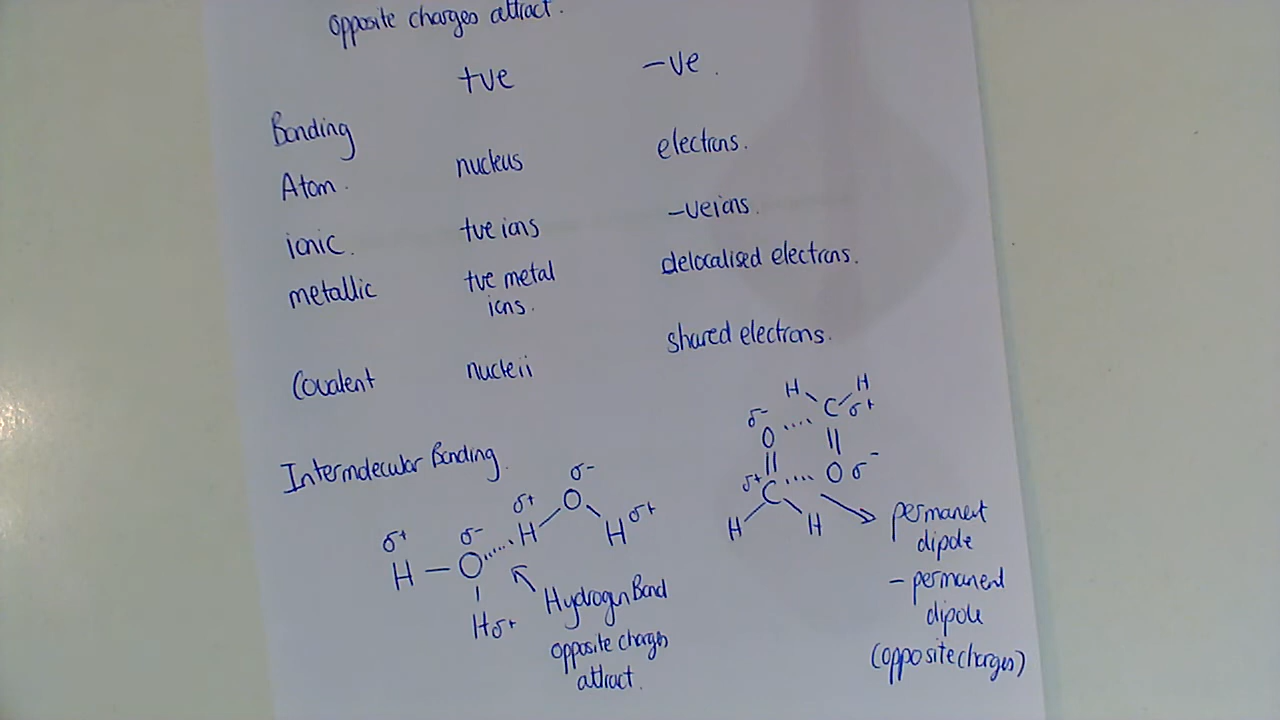 opposite charges attract.
+ve -ve.
Bonding
Atom. nucleus electrons.
ionic. +ve ions -ve ions.
metallic +ve metal ions. delocalised electrons.
Covalent nucleii shared electrons.
Intermolecular Bonding.
H H
δ- C δ+
O
δ+ O δ-
C
H H
permanent
dipole
- permanent
dipole
(opposite charges)
δ-
δ+ O
δ+ δ- H H δ+
H O
H δ+
Hydrogen Bond
opposite charges
attract.